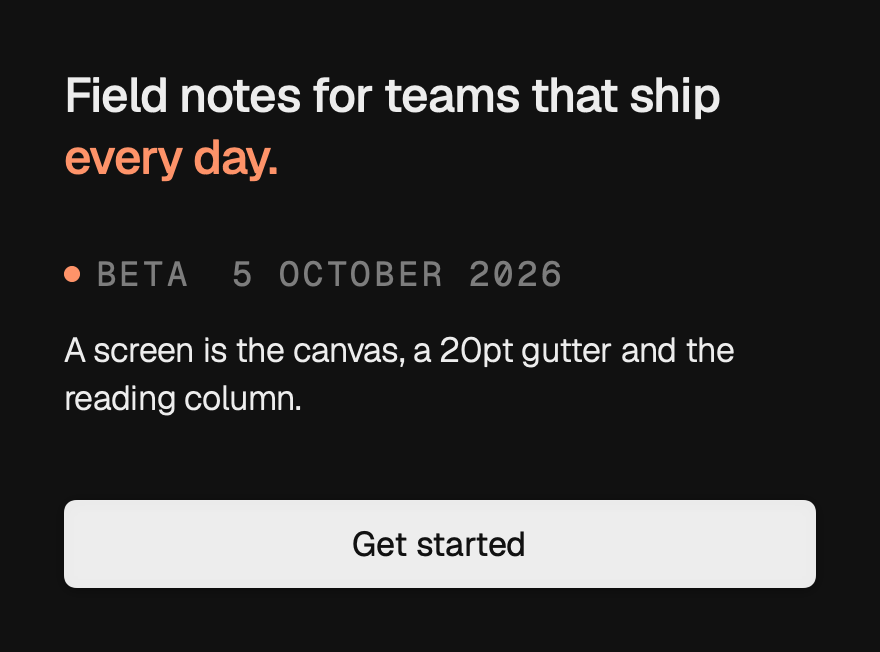 Field notes for teams that ship
every day.
BETA  5 OCTOBER 2026
A screen is the canvas, a 20pt gutter and the
reading column.
Get started